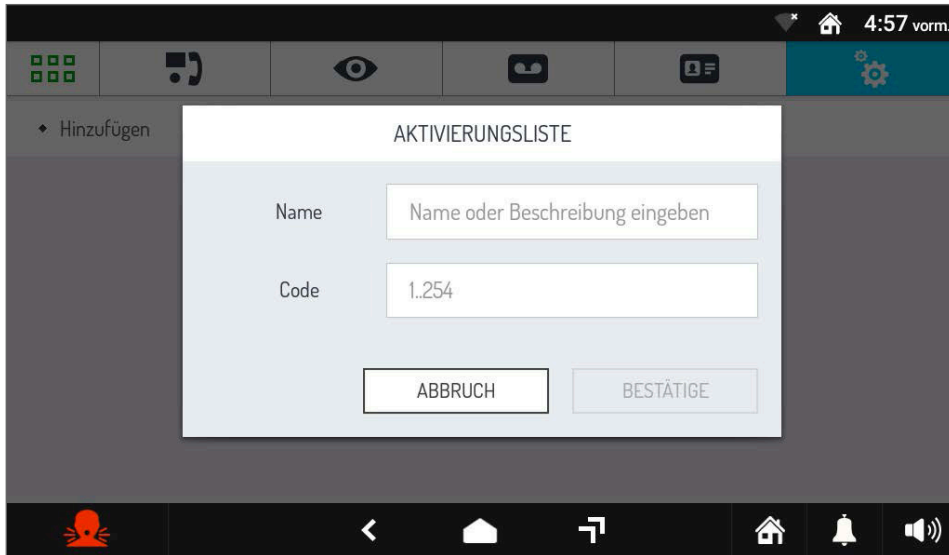 4:57 vorm.
Hinzufügen
AKTIVIERUNGSLISTE
Name
Name oder Beschreibung eingeben
Code
1..254
ABBRUCH
BESTÄTIGE